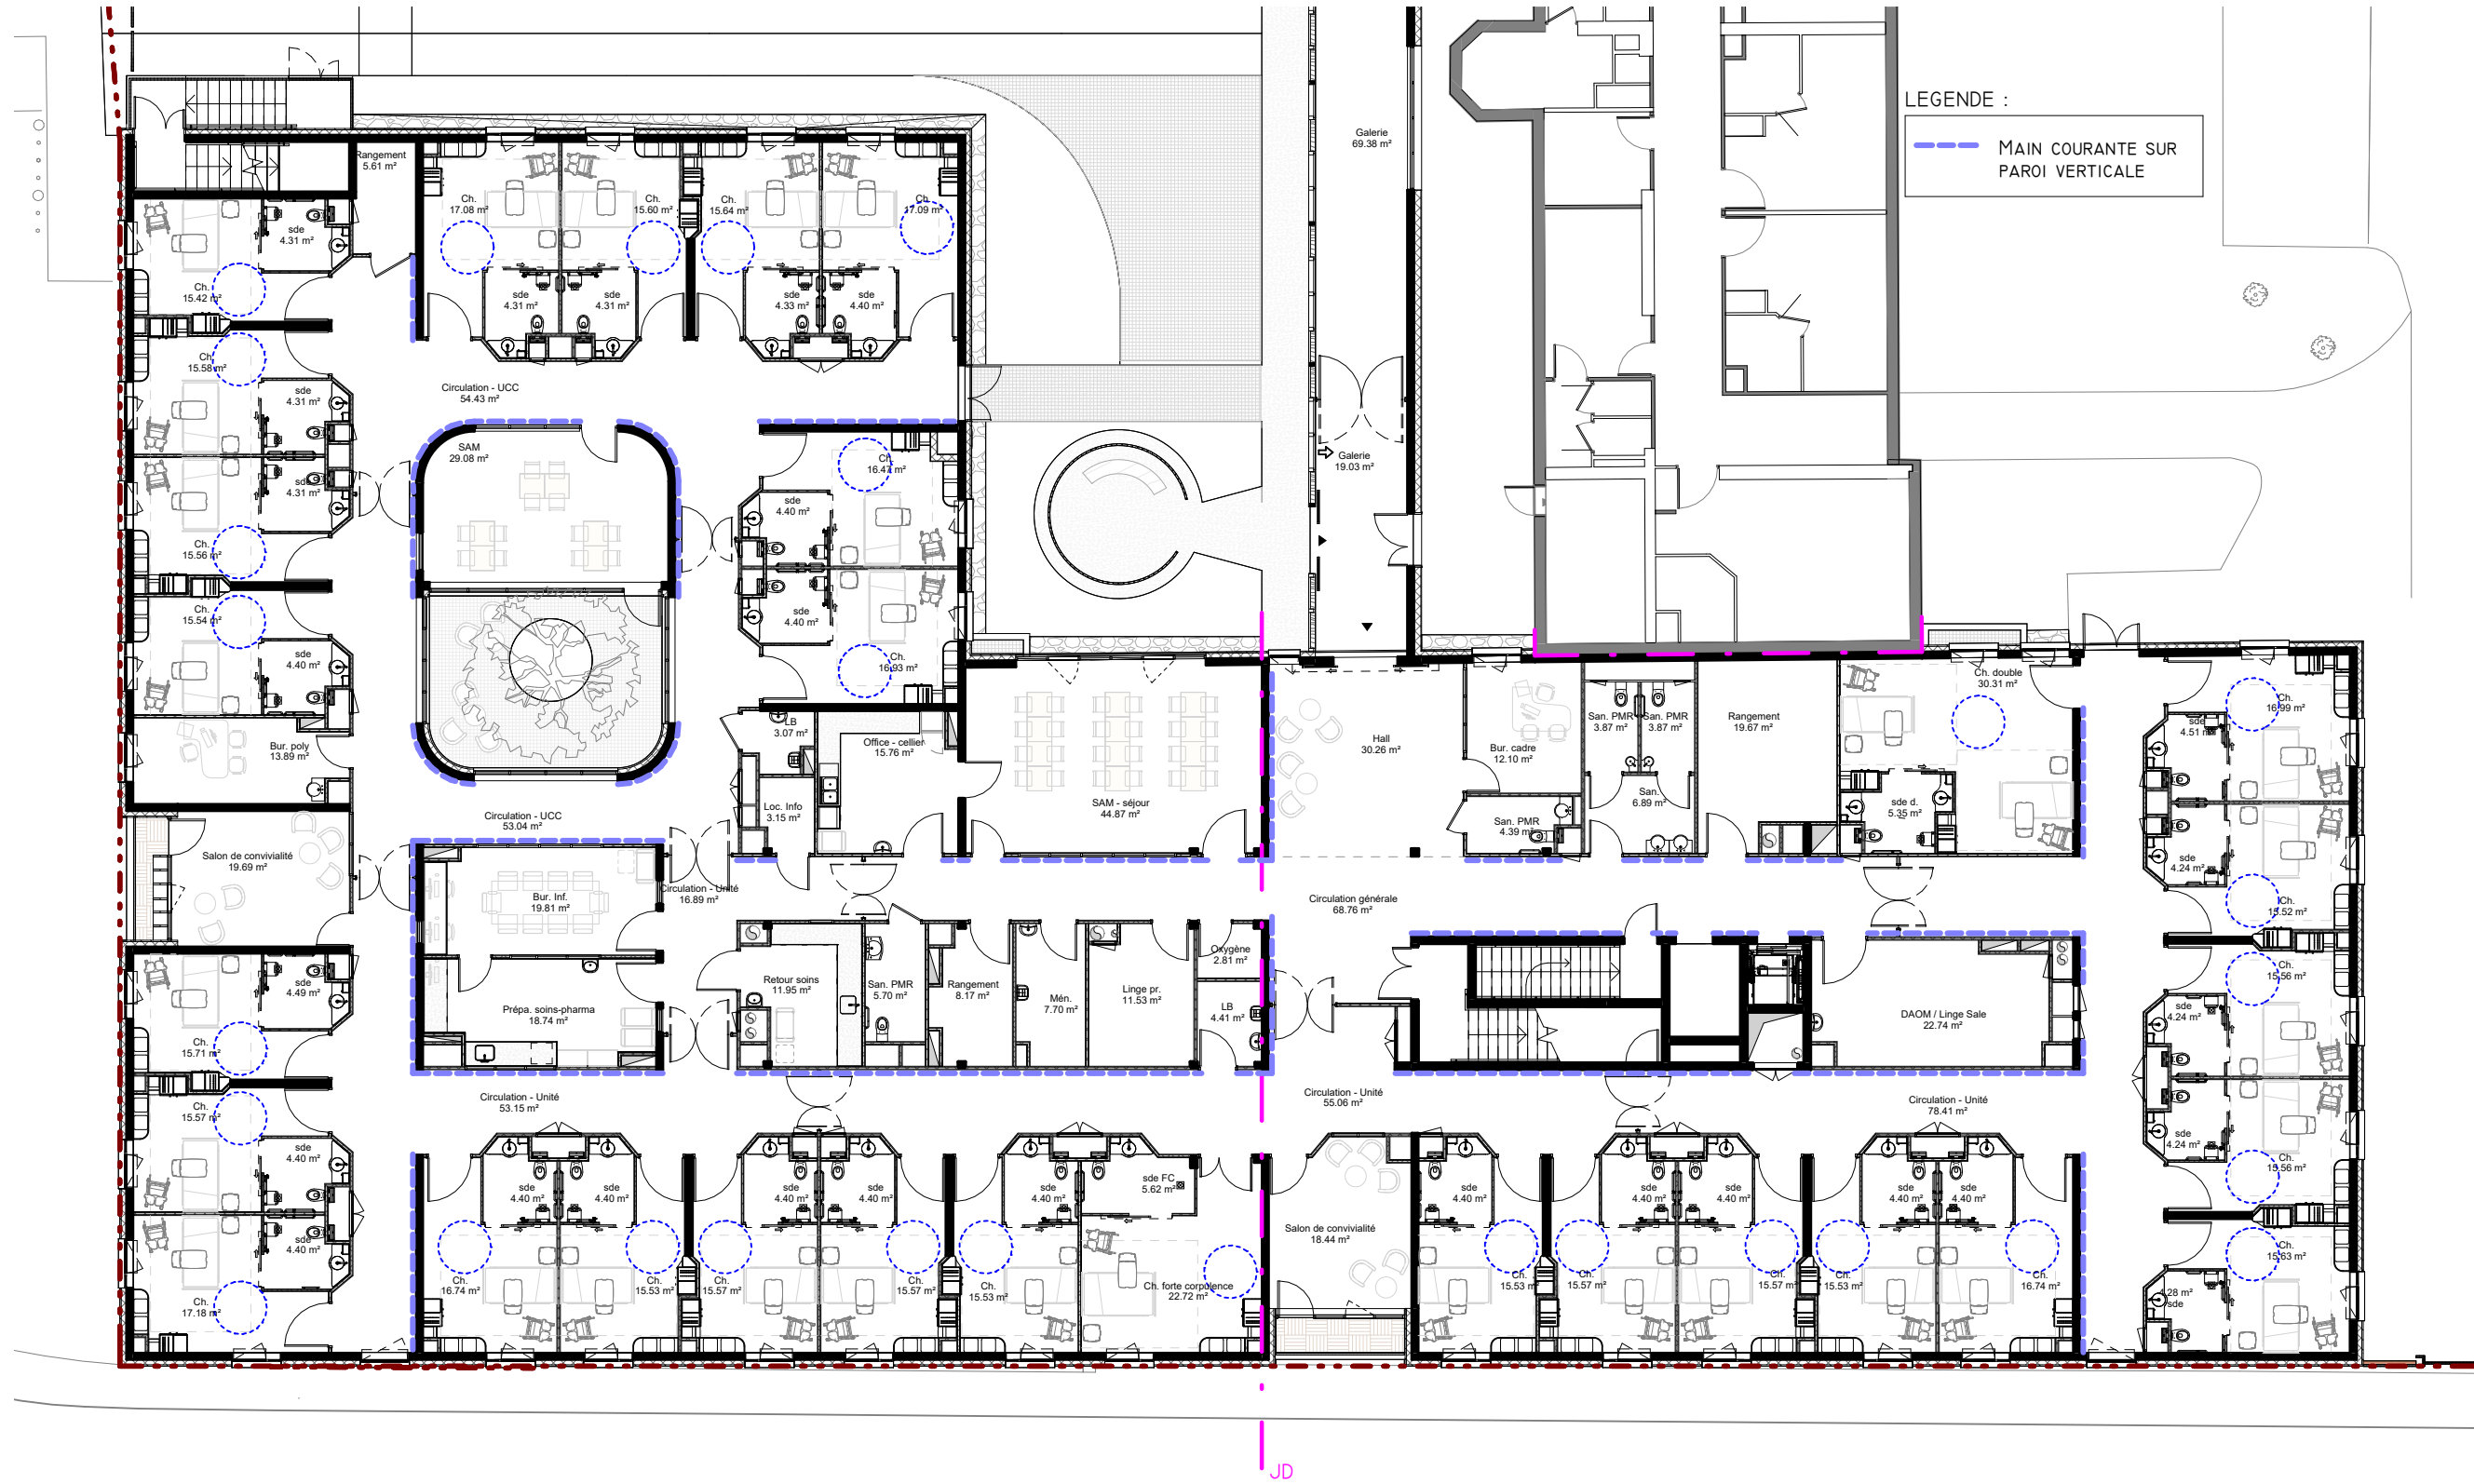 LEGENDE :
MAIN COURANTE SUR
PAROI VERTICALE
Galerie
69.38 m²
Rangement
5.61 m²
Ch.
17.08 m²
Ch.
15.60 m²
Ch.
15.64 m²
Ch.
17.09 m²
sde
4.31 m²
Ch.
15.42 m²
sde
4.31 m²
sde
4.31 m²
sde
4.33 m²
sde
4.40 m²
Ch.
15.58 m²
sde
4.31 m²
Circulation - UCC
54.43 m²
SAM
29.08 m²
Ch.
16.47 m²
Galerie
19.03 m²
sde
4.31 m²
sde
4.40 m²
Ch.
15.56 m²
Ch.
15.54 m²
sde
4.40 m²
sde
4.40 m²
Ch.
16.93 m²
Ch. double
30.31 m²
Ch.
16.99 m²
Bur. poly
13.89 m²
LB
3.07 m²
Office - cellier
15.76 m²
Hall
30.26 m²
Bur. cadre
12.10 m²
San. PMR
3.87 m²
San. PMR
3.87 m²
Rangement
19.67 m²
sde
4.51 m²
Loc. Info
3.15 m²
SAM - séjour
44.87 m²
San.
6.89 m²
San. PMR
4.39 m²
sde d.
5.35 m²
Circulation - UCC
53.04 m²
Salon de convivialité
19.69 m²
sde
4.24 m²
Bur. Inf.
19.81 m²
Circulation - Unité
16.89 m²
Circulation générale
68.76 m²
Ch.
15.52 m²
Oxygène
2.81 m²
Ch.
15.56 m²
sde
4.49 m²
Retour soins
11.95 m²
San. PMR
5.70 m²
Rangement
8.17 m²
Mén.
7.70 m²
Linge pr.
11.53 m²
LB
4.41 m²
Prépa. soins-pharma
18.74 m²
DAOM / Linge Sale
22.74 m²
sde
4.24 m²
Ch.
15.71 m²
Circulation - Unité
53.15 m²
Circulation - Unité
55.06 m²
Circulation - Unité
78.41 m²
Ch.
15.57 m²
sde
4.24 m²
sde
4.40 m²
Ch.
15.56 m²
sde
4.40 m²
sde
4.40 m²
sde
4.40 m²
sde
4.40 m²
sde
4.40 m²
sde FC
5.62 m²
sde
4.40 m²
sde
4.40 m²
sde
4.40 m²
sde
4.40 m²
sde
4.40 m²
Salon de convivialité
18.44 m²
sde
4.40 m²
Ch.
15.63 m²
Ch.
17.18 m²
Ch.
16.74 m²
Ch.
15.53 m²
Ch.
15.57 m²
Ch.
15.57 m²
Ch.
15.53 m²
Ch. forte corpulence
22.72 m²
Ch.
15.53 m²
Ch.
15.57 m²
Ch.
15.57 m²
Ch.
15.53 m²
Ch.
16.74 m²
4.28 m²
sde
JD